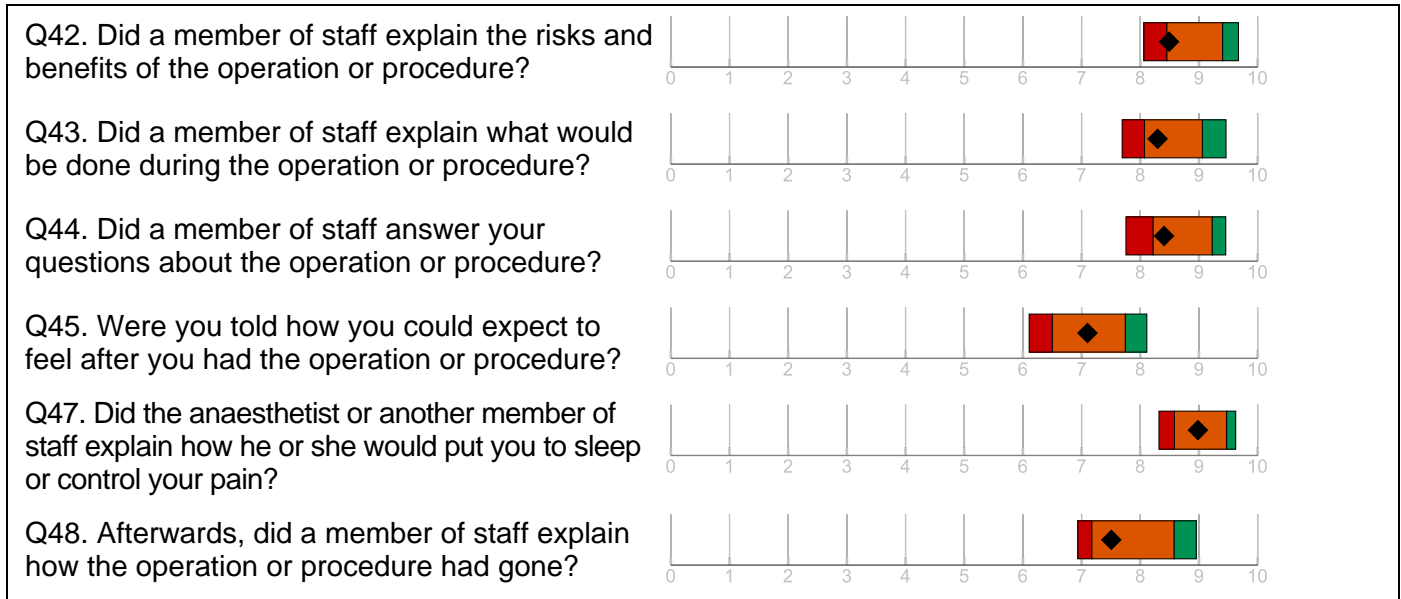 Q42. Did a member of staff explain the risks and
benefits of the operation or procedure?
0 1 2 3 4 5 6 7 8 9 10
Q43. Did a member of staff explain what would
be done during the operation or procedure?
0 1 2 3 4 5 6 7 8 9 10
Q44. Did a member of staff answer your
questions about the operation or procedure?
0 1 2 3 4 5 6 7 8 9 10
Q45. Were you told how you could expect to
feel after you had the operation or procedure?
0 1 2 3 4 5 6 7 8 9 10
Q47. Did the anaesthetist or another member of
staff explain how he or she would put you to sleep
or control your pain?
0 1 2 3 4 5 6 7 8 9 10
Q48. Afterwards, did a member of staff explain
how the operation or procedure had gone?
0 1 2 3 4 5 6 7 8 9 10